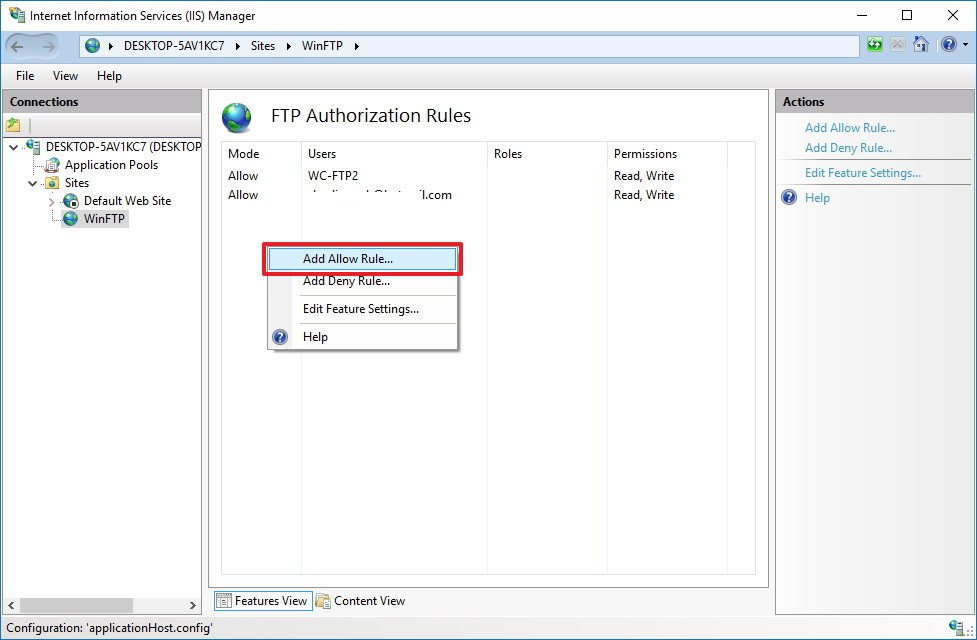 Internet Information Services (IIS) Manager
DESKTOP-5AV1KC7 Sites WinFTP
File View Help
Connections
DESKTOP-5AV1KC7 (DESKTOP
Application Pools
Sites
Default Web Site
WinFTP
FTP Authorization Rules
Mode Users Roles Permissions
Allow WC-FTP2 Read, Write
Allow l.com Read, Write
Add Allow Rule...
Add Deny Rule...
Edit Feature Settings...
Help
Features View Content View
Actions
Add Allow Rule...
Add Deny Rule...
Edit Feature Settings...
Help
Configuration: 'applicationHost.config'